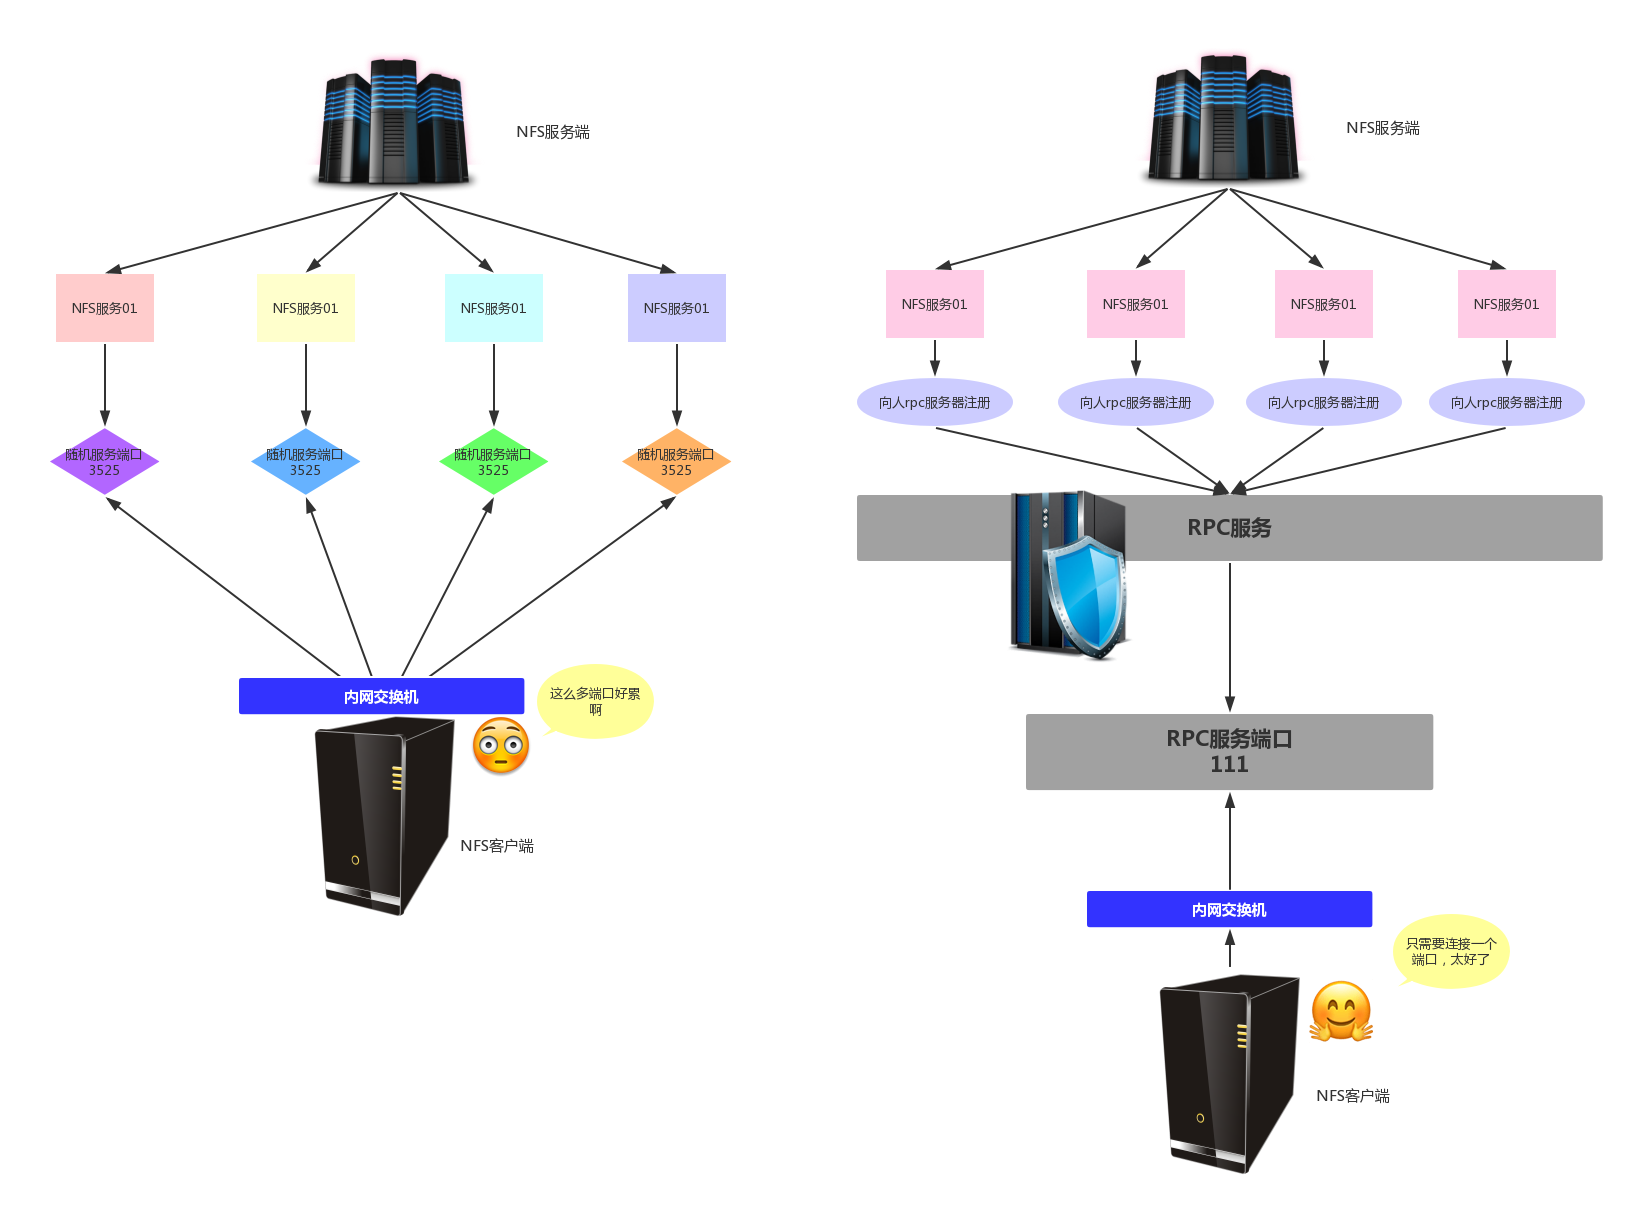 NFS服务端
NFS服务01
NFS服务01
NFS服务01
NFS服务01
随机服务端口
3525
随机服务端口
3525
随机服务端口
3525
随机服务端口
3525
内网交换机
这么多端口好累
啊
NFS客户端
NFS服务端
NFS服务01
NFS服务01
NFS服务01
NFS服务01
向人rpc服务器注册
向人rpc服务器注册
向人rpc服务器注册
向人rpc服务器注册
RPC服务
RPC服务端口
111
内网交换机
只需要连接一个
端口，太好了
NFS客户端